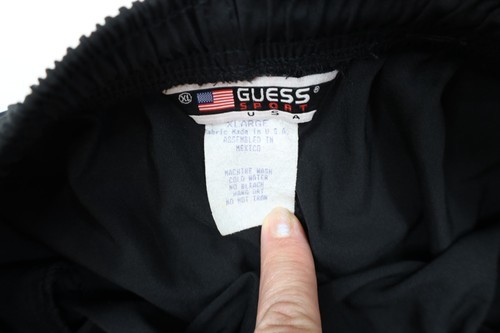 XL GUESS®
SPORT
USA
XLARGE
Fabric Made in U.S.A.
ASSEMBLED IN
MEXICO
MACHINE WASH
COLD WATER
NO BLEACH
HANG DRY
DO NOT IRON